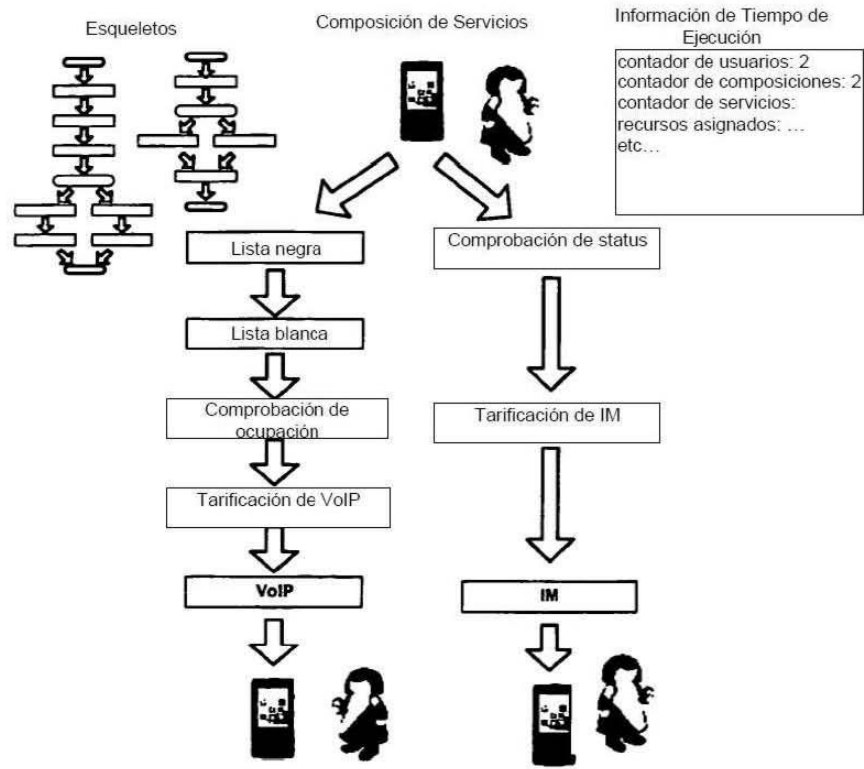 Esqueletos
Composición de Servicios
Información de Tiempo de
Ejecución
contador de usuarios: 2
contador de composiciones: 2
contador de servicios:
recursos asignados: ...
etc...
Lista negra
Comprobación de status
Lista blanca
Comprobación de
ocupación
Tarificación de IM
Tarificación de VoIP
VoIP
IM